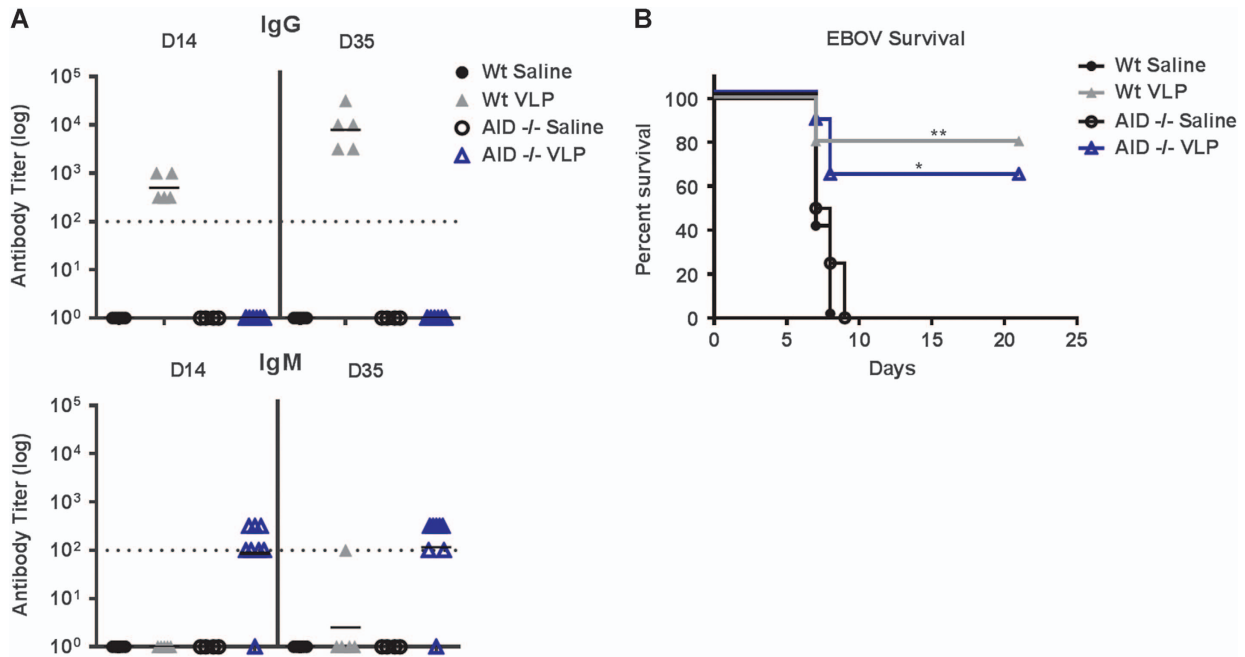 A
IgG
D14
D35
Antibody Titer (log)
10⁵
10⁴
10³
10²
10¹
10⁰
Wt Saline
Wt VLP
AID -/- Saline
AID -/- VLP
IgM
D14
D35
Antibody Titer (log)
10⁵
10⁴
10³
10²
10¹
10⁰
B
EBOV Survival
Percent survival
100
80
60
40
20
0
**
*
0 5 10 15 20 25
Days
Wt Saline
Wt VLP
AID -/- Saline
AID -/- VLP